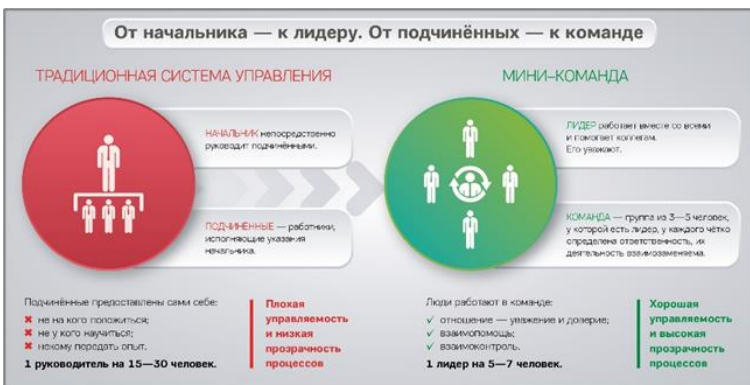 От начальника — к лидеру. От подчинённых — к команде
ТРАДИЦИОННАЯ СИСТЕМА УПРАВЛЕНИЯ
НАЧАЛЬНИК непосредственно
руководит подчинёнными.
ПОДЧИНЁННЫЕ — работники,
исполняющие указания
начальника.
Подчинённые предоставлены сами себе:
не на кого положиться;
не у кого научиться;
некому передать опыт.
1 руководитель на 15—30 человек.
Плохая
управляемость
и низкая
прозрачность
процессов
МИНИ-КОМАНДА
ЛИДЕР работает вместе со всеми
и помогает коллегам.
Его уважают.
КОМАНДА — группа из 3—5 человек,
у которой есть лидер, у каждого чётко
определена ответственность, их
деятельность взаимозаменяема.
Люди работают в команде:
отношение — уважение и доверие;
взаимопомощь;
взаимоконтроль.
1 лидер на 5—7 человек.
Хорошая
управляемость
и высокая
прозрачность
процессов